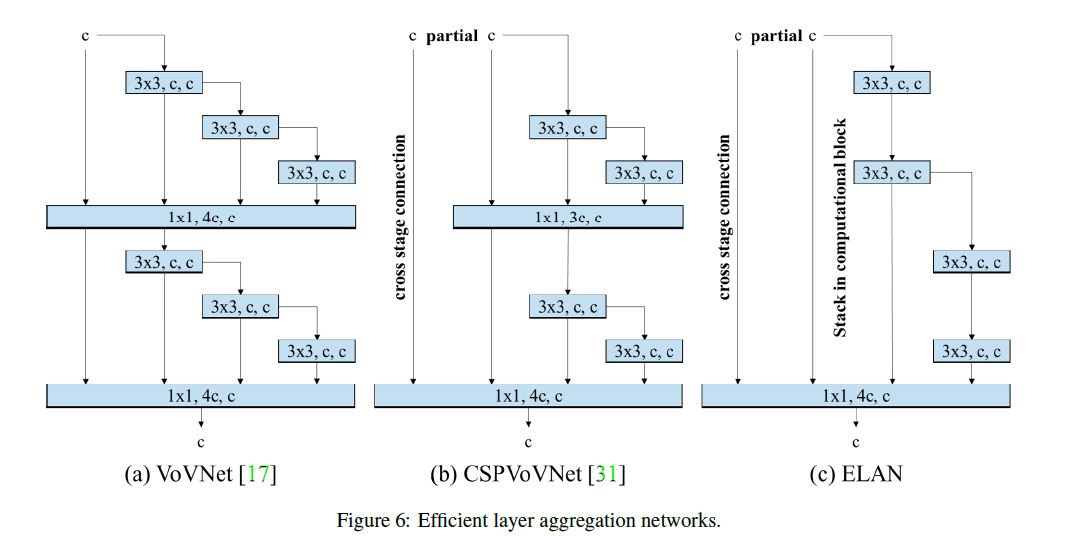 c
3x3, c, c
3x3, c, c
3x3, c, c
1x1, 4c, c
3x3, c, c
3x3, c, c
3x3, c, c
1x1, 4c, c
c
(a) VoVNet [17]
c partial c
cross stage connection
3x3, c, c
3x3, c, c
1x1, 3c, c
3x3, c, c
3x3, c, c
1x1, 4c, c
c
(b) CSPVoVNet [31]
c partial c
cross stage connection
Stack in computational block
3x3, c, c
3x3, c, c
3x3, c, c
3x3, c, c
1x1, 4c, c
c
(c) ELAN
Figure 6: Efficient layer aggregation networks.